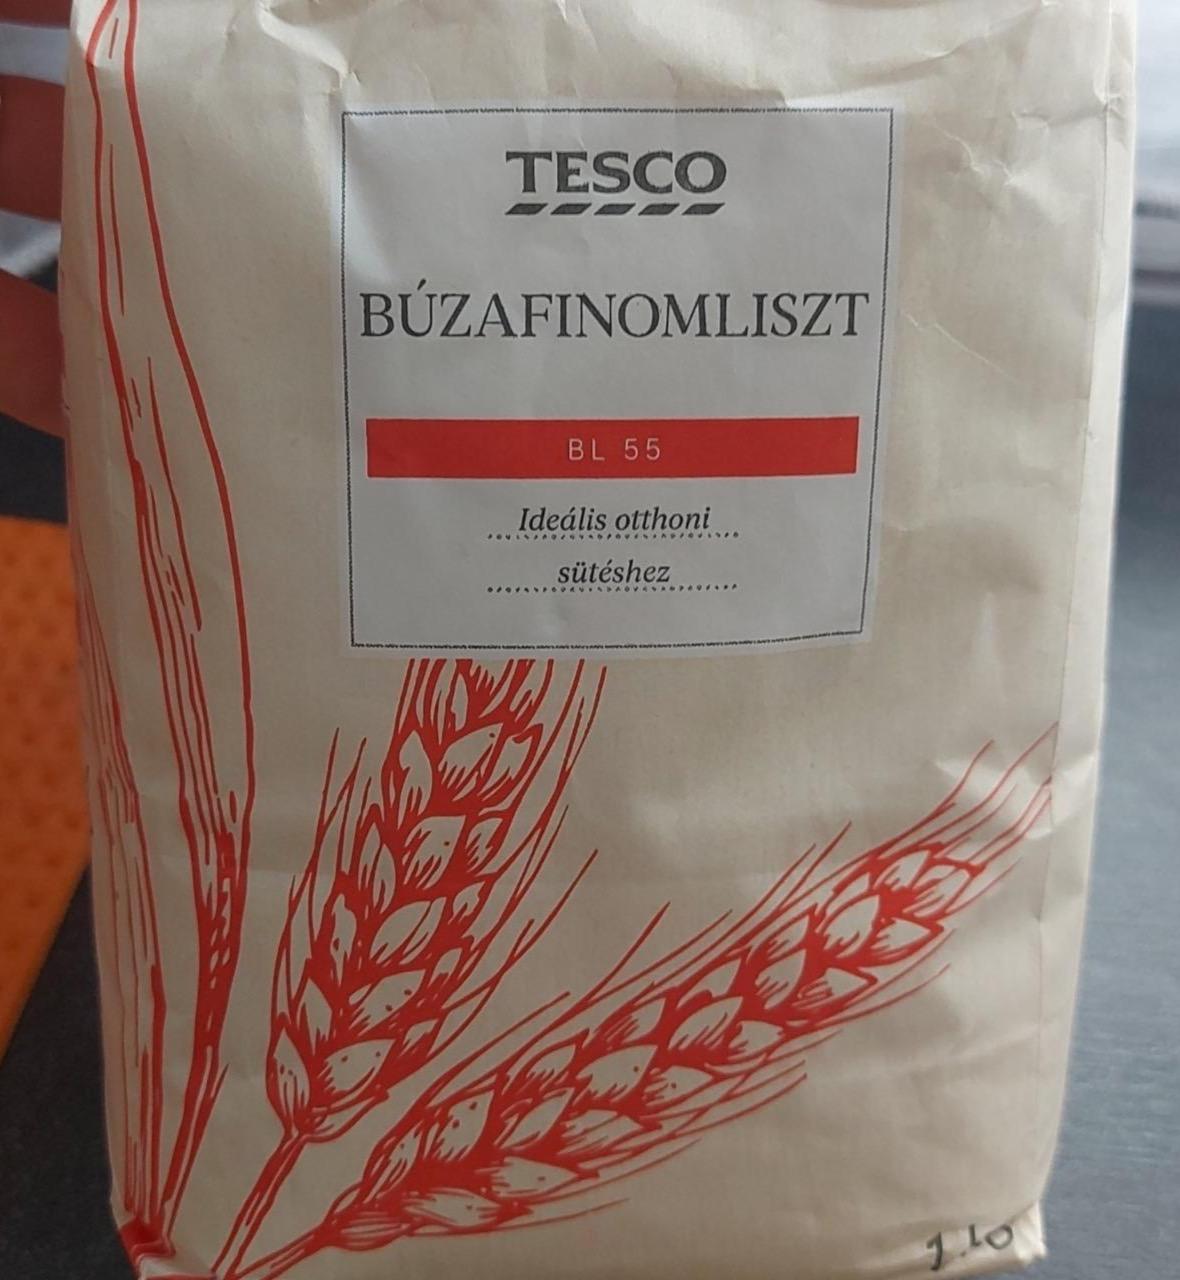 TESCO
BÚZAFINOMLISZT
BL 55
Ideális otthoni
sütéshez